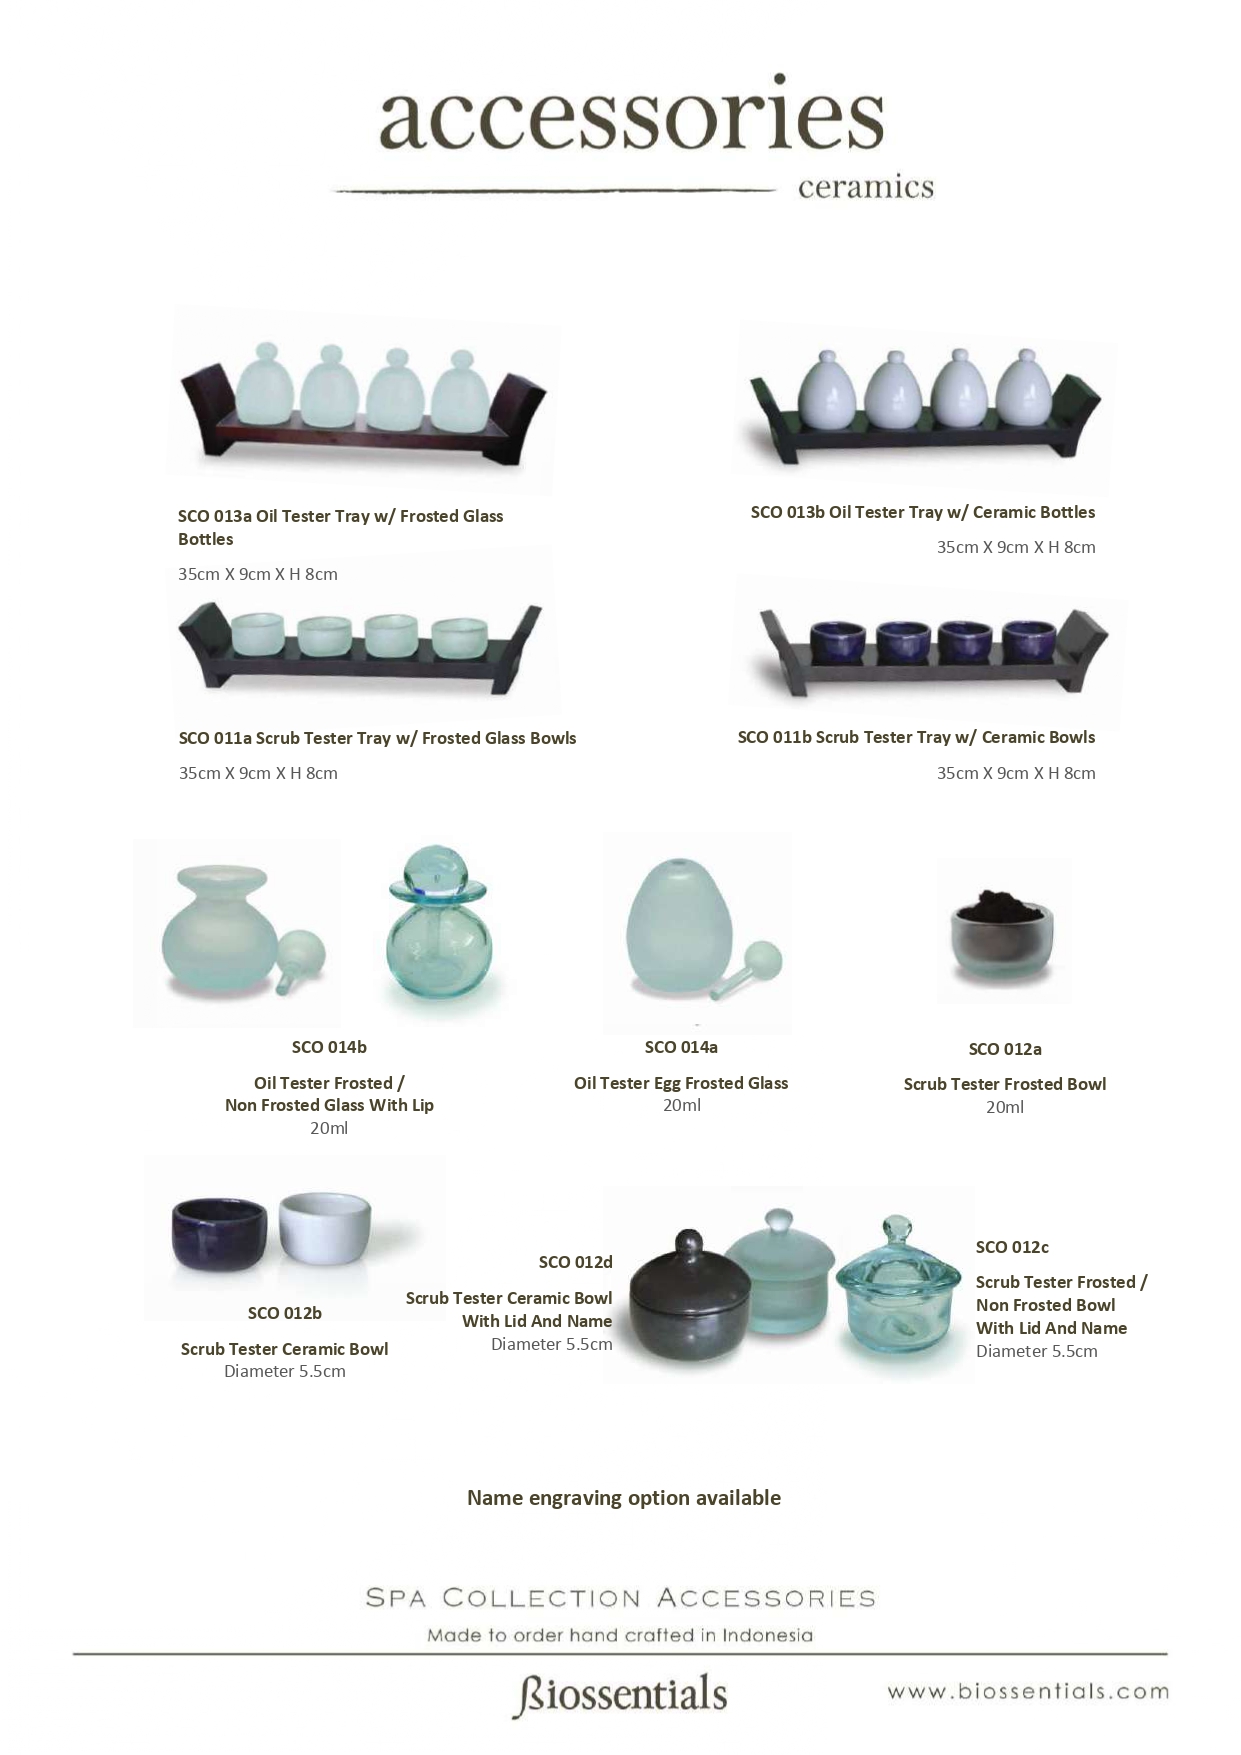 accessories
ceramics
SCO 013a Oil Tester Tray w/ Frosted Glass
Bottles
35cm X 9cm X H 8cm
SCO 013b Oil Tester Tray w/ Ceramic Bottles
35cm X 9cm X H 8cm
SCO 011a Scrub Tester Tray w/ Frosted Glass Bowls
35cm X 9cm X H 8cm
SCO 011b Scrub Tester Tray w/ Ceramic Bowls
35cm X 9cm X H 8cm
SCO 014b
Oil Tester Frosted /
Non Frosted Glass With Lip
20ml
SCO 014a
Oil Tester Egg Frosted Glass
20ml
SCO 012a
Scrub Tester Frosted Bowl
20ml
SCO 012b
Scrub Tester Ceramic Bowl
Diameter 5.5cm
SCO 012d
Scrub Tester Ceramic Bowl
With Lid And Name
Diameter 5.5cm
SCO 012c
Scrub Tester Frosted /
Non Frosted Bowl
With Lid And Name
Diameter 5.5cm
Name engraving option available
SPA COLLECTION ACCESSORIES
Made to order hand crafted in Indonesia
Biossentials
www.biossentials.com